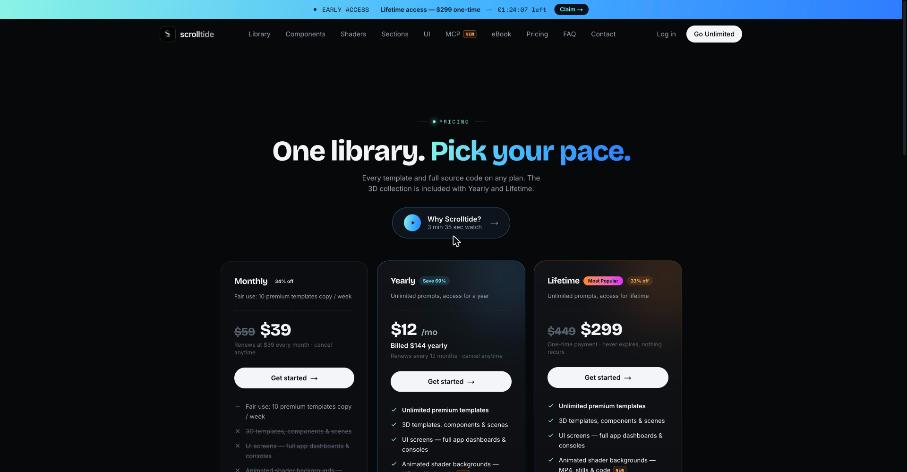 EARLY ACCESS Lifetime access — $299 one-time — 01:24:07 left Claim →
scrolltide Library Components Shaders Sections UI MCP NEW eBook Pricing FAQ Contact Log in Go Unlimited
PRICING
One library. Pick your pace.
Every template and full source code on any plan. The
3D collection is included with Yearly and Lifetime.
Why Scrolltide?
3 min 35 sec watch →
Monthly 34% off
Fair use: 10 premium templates copy / week
$59 $39
Renews at $39 every month · cancel
anytime
Get started →
Fair use: 10 premium templates copy
/ week
3D templates, components & scenes
UI screens — full app dashboards &
consoles
Animated shader backgrounds —
Yearly Save 69%
Unlimited prompts, access for a year
$12 /mo
Billed $144 yearly
Renews every 12 months · cancel anytime
Get started →
Unlimited premium templates
3D templates, components & scenes
UI screens — full app dashboards &
consoles
Animated shader backgrounds —
Lifetime Most Popular 33% off
Unlimited prompts, access for lifetime
$449 $299
One-time payment · never expires, nothing
recurs
Get started →
Unlimited premium templates
3D templates, components & scenes
UI screens — full app dashboards &
consoles
Animated shader backgrounds —
MP4, stills & code NEW